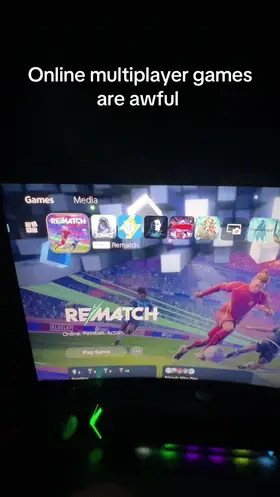 Online multiplayer games
are awful
Games
Media
REMATCH
Rematch
REMATCH
Online. Football. Action.
Play Game